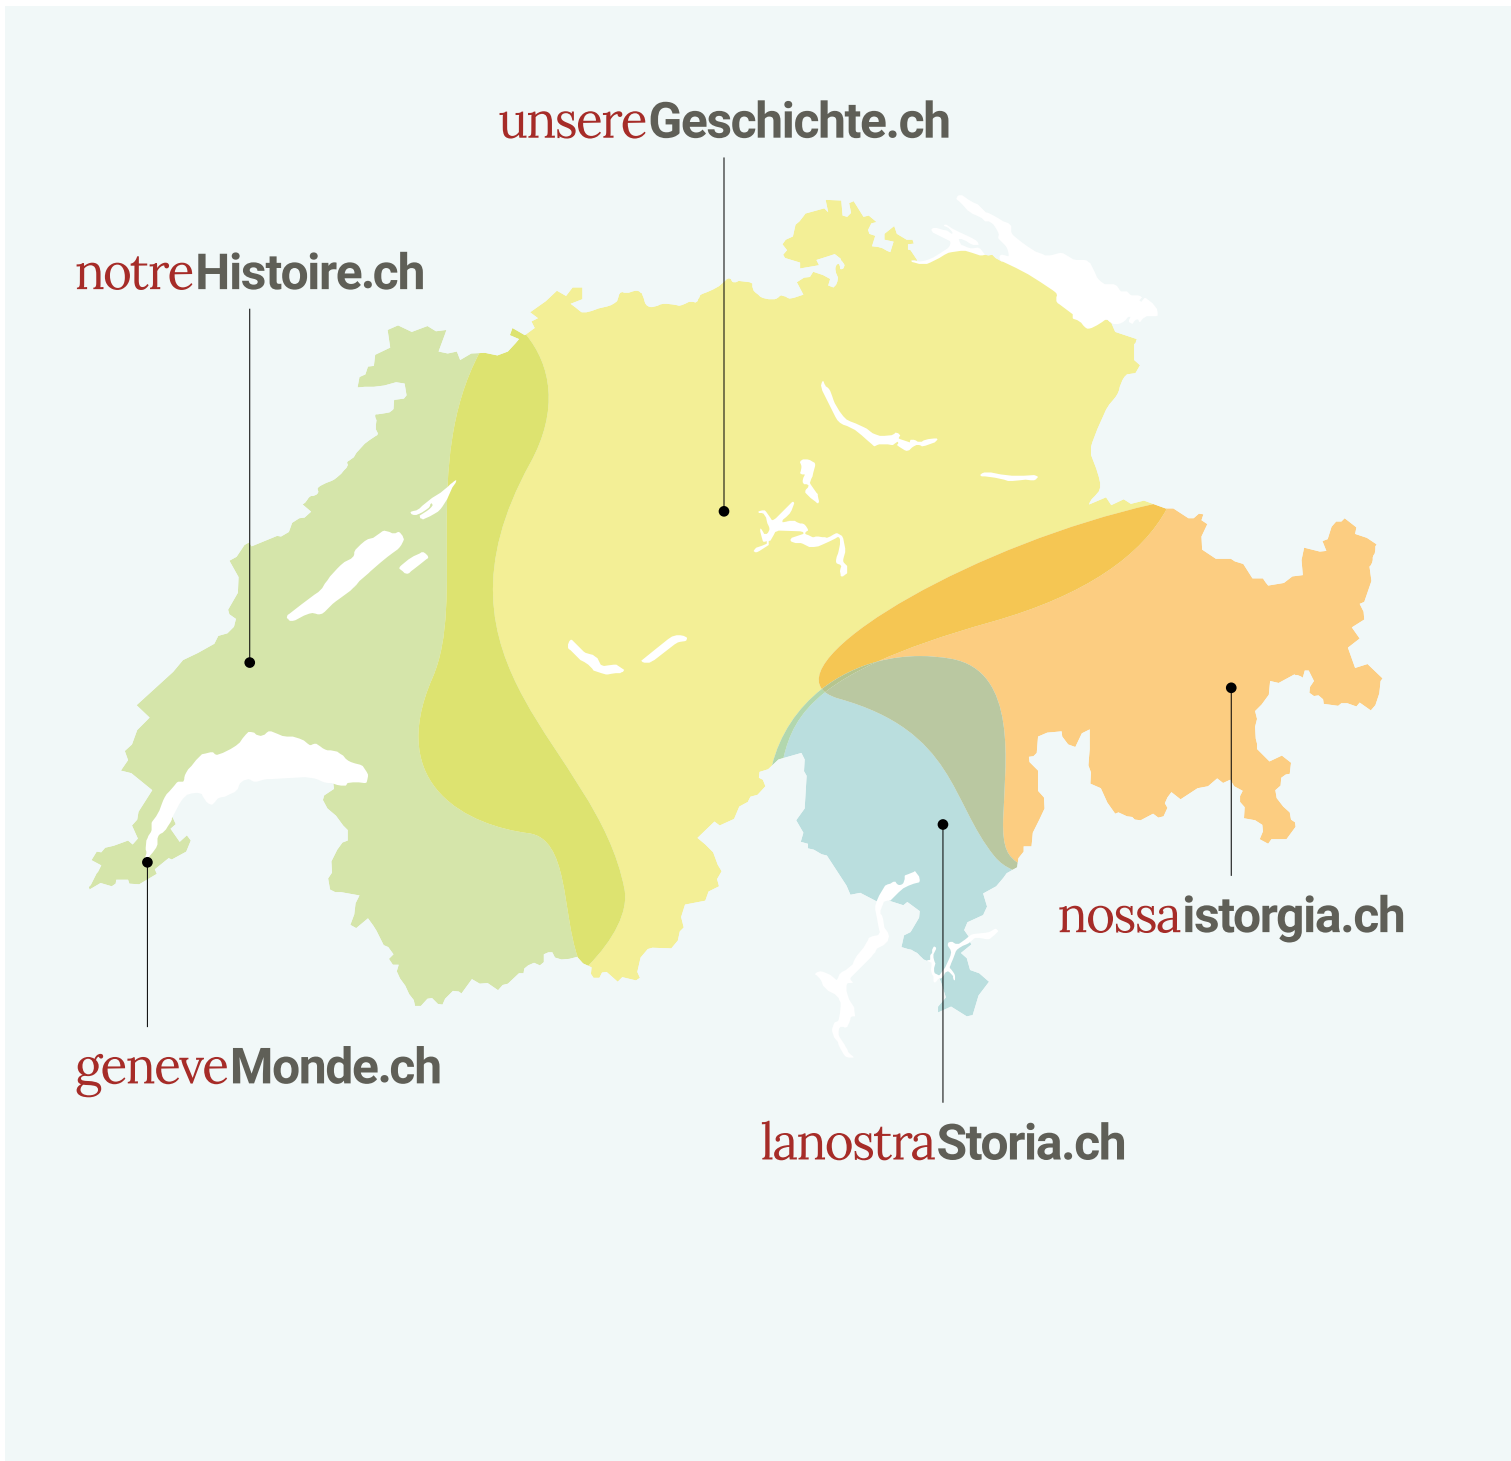 unsereGeschichte.ch
notreHistoire.ch
nossaistorgia.ch
geneveMonde.ch
lanostraStoria.ch